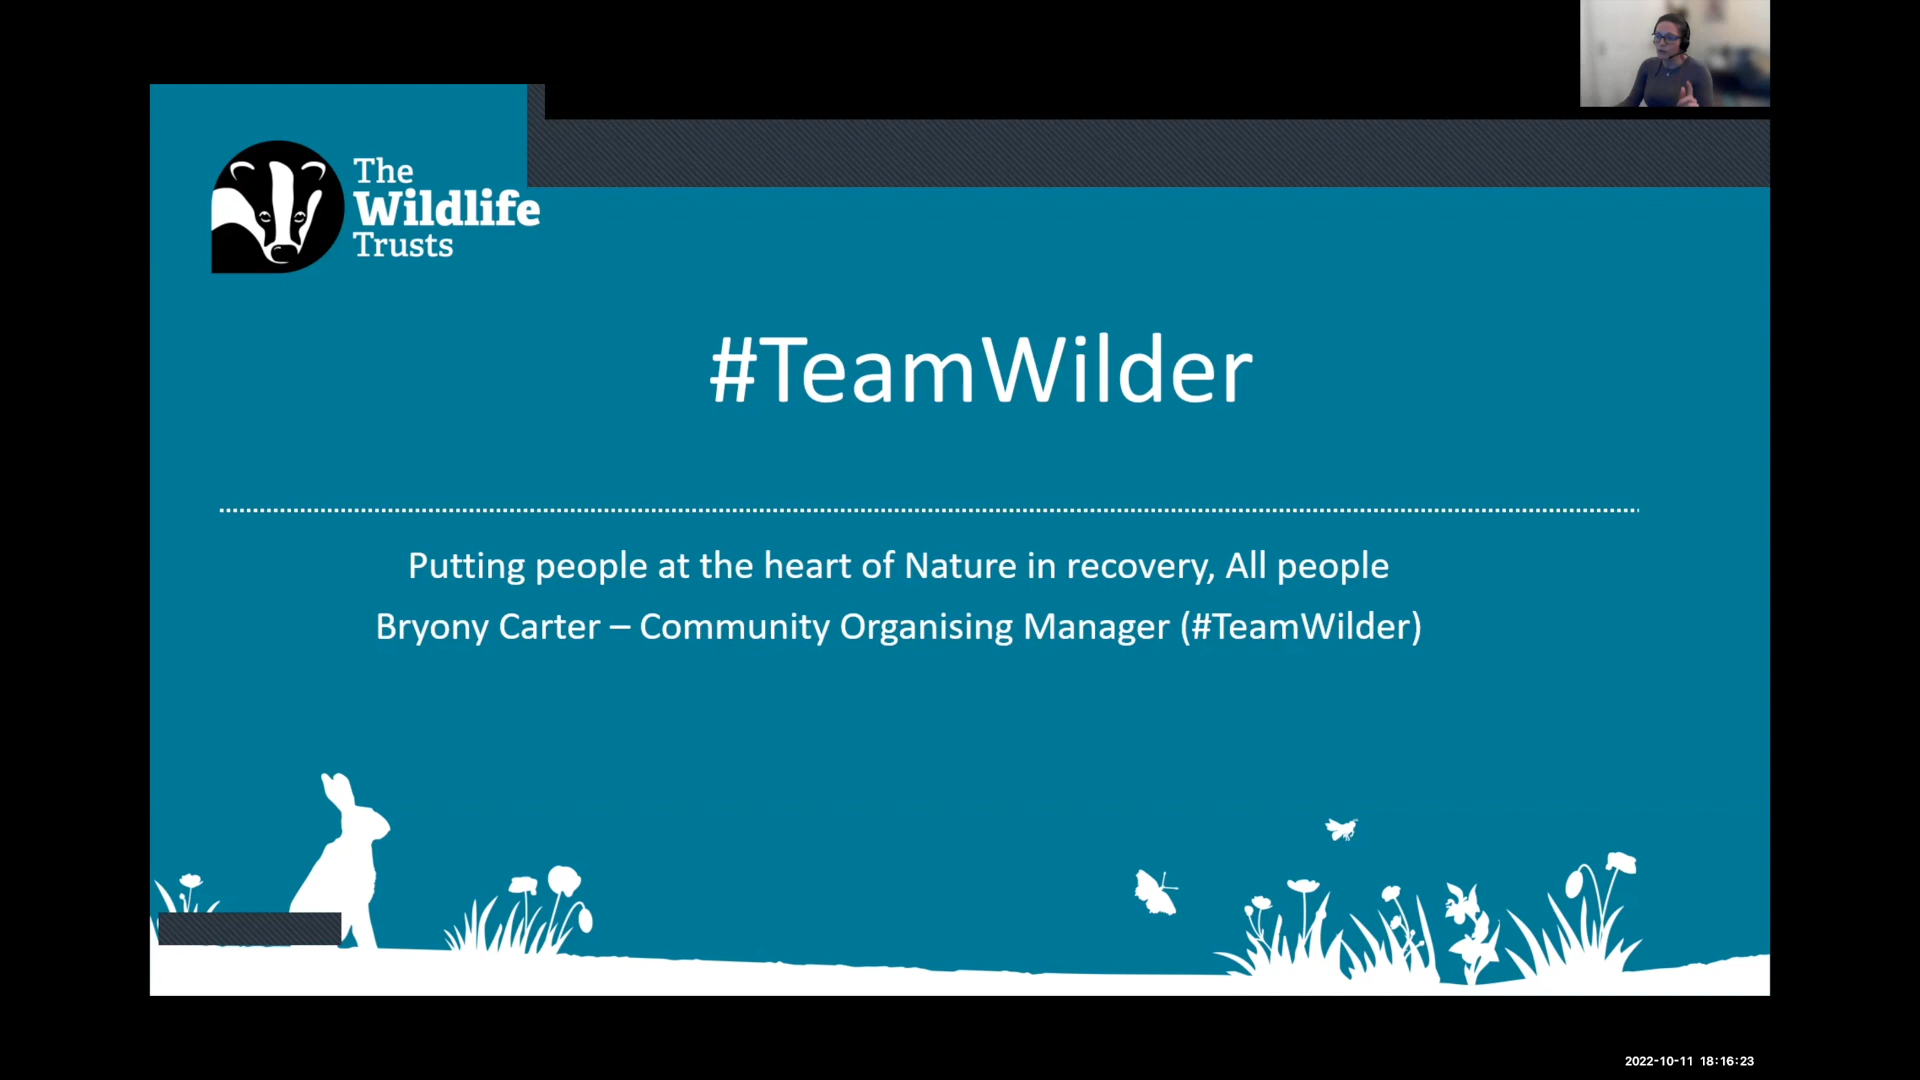 The
Wildlife
Trusts
#TeamWilder
Putting people at the heart of Nature in recovery, All people
Bryony Carter – Community Organising Manager (#TeamWilder)
2022-10-11 18:16:23